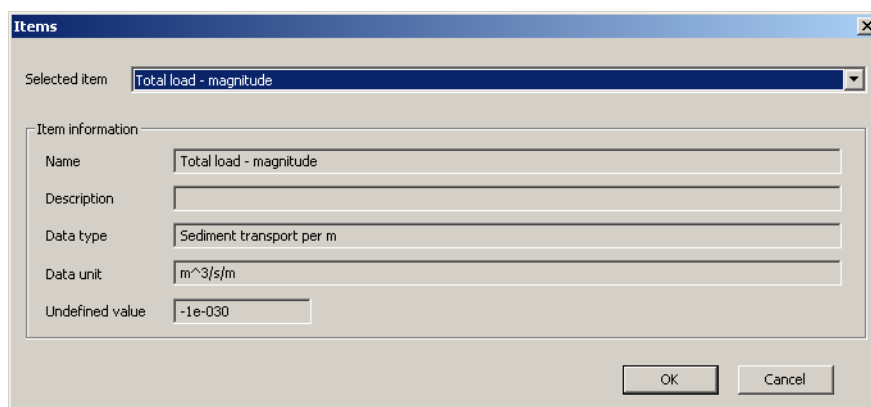 Items
Selected item Total load - magnitude
Item information
Name Total load - magnitude
Description
Data type Sediment transport per m
Data unit m^3/s/m
Undefined value -1e-030
OK Cancel